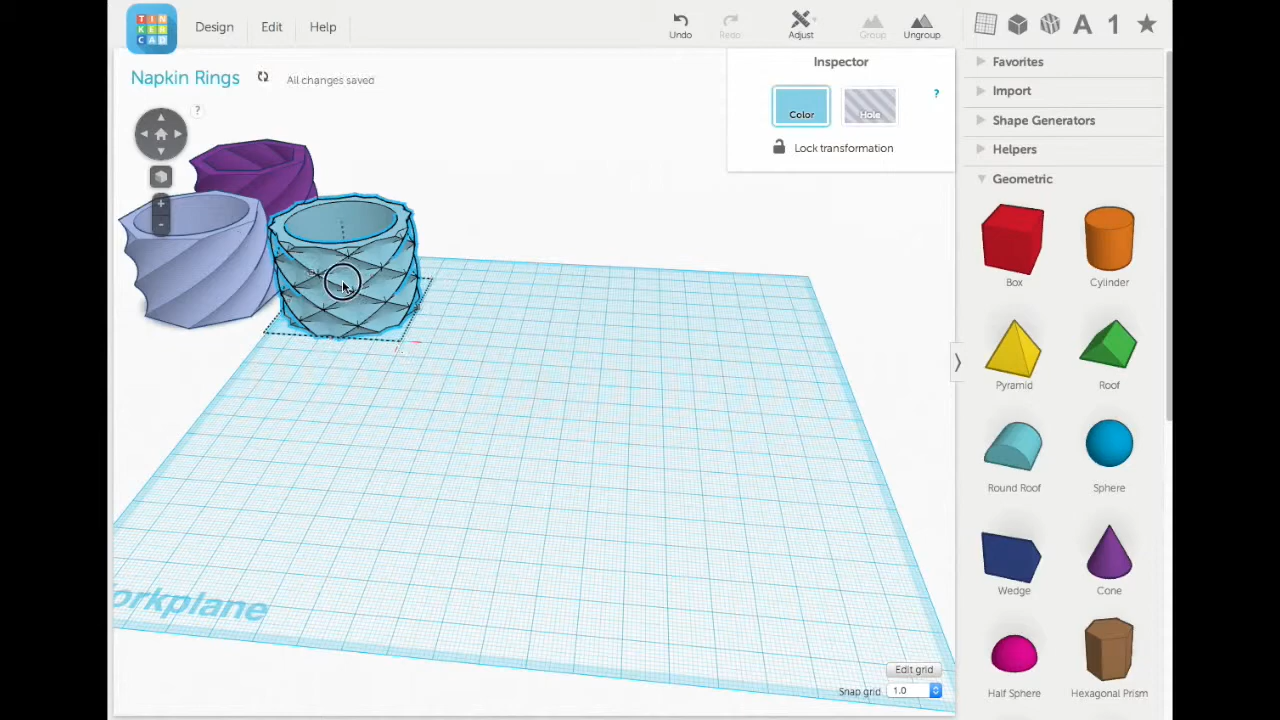 TIN
KER
CAD
Design
Edit
Help
Undo
Redo
Adjust
Group
Ungroup
A
1
Napkin Rings
All changes saved
?
+
-
Inspector
?
Color
Hole
Lock transformation
Favorites
Import
Shape Generators
Helpers
Geometric
Box
Cylinder
Pyramid
Roof
Round Roof
Sphere
Wedge
Cone
Half Sphere
Hexagonal Prism
orkplane
Edit grid
Snap grid 1.0